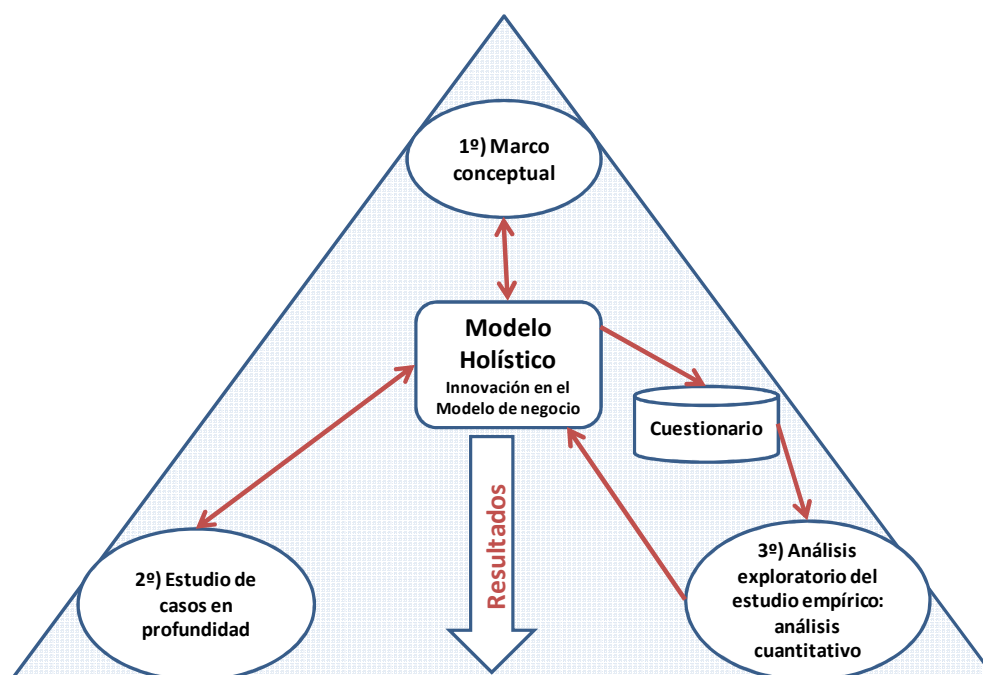 1º) Marco
conceptual
Modelo
Holístico
Innovación en el
Modelo de negocio
Cuestionario
Resultados
2º) Estudio de
casos en
profundidad
3º) Análisis
exploratorio del
estudio empírico:
análisis
cuantitativo